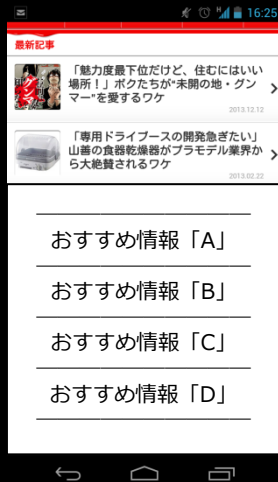 16:25
最新記事
「魅力度最下位だけど、住むにはいい
場所！」ボクたちが"未開の地・グン
マー"を愛するワケ
2013.12.12
「専用ドライブースの開発急ぎたい」
山善の食器乾燥器がプラモデル業界か
ら大絶賛されるワケ
2013.02.22
おすすめ情報「A」
おすすめ情報「B」
おすすめ情報「C」
おすすめ情報「D」